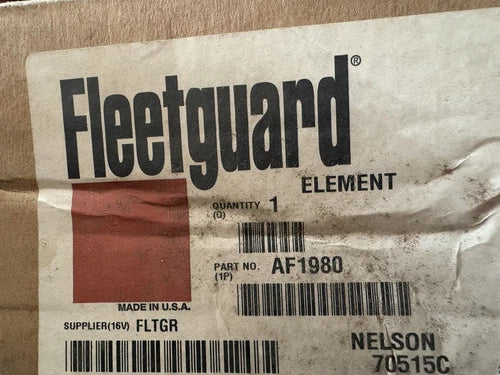 Fleetguard®
ELEMENT
QUANTITY 1
(Q)
PART NO. AF1980
(1P)
MADE IN U.S.A.
SUPPLIER(16V) FLTGR
NELSON
70515C